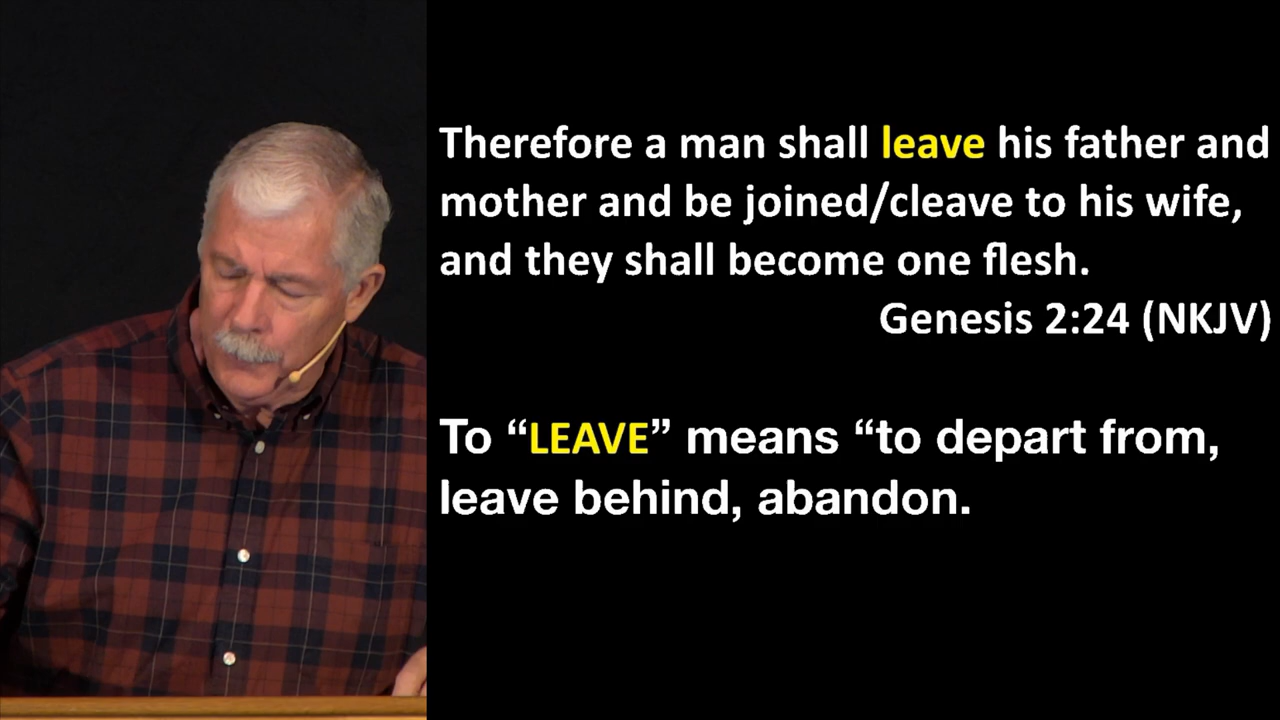 Therefore a man shall leave his father and
mother and be joined/cleave to his wife,
and they shall become one flesh.
Genesis 2:24 (NKJV)
To “LEAVE” means “to depart from,
leave behind, abandon.